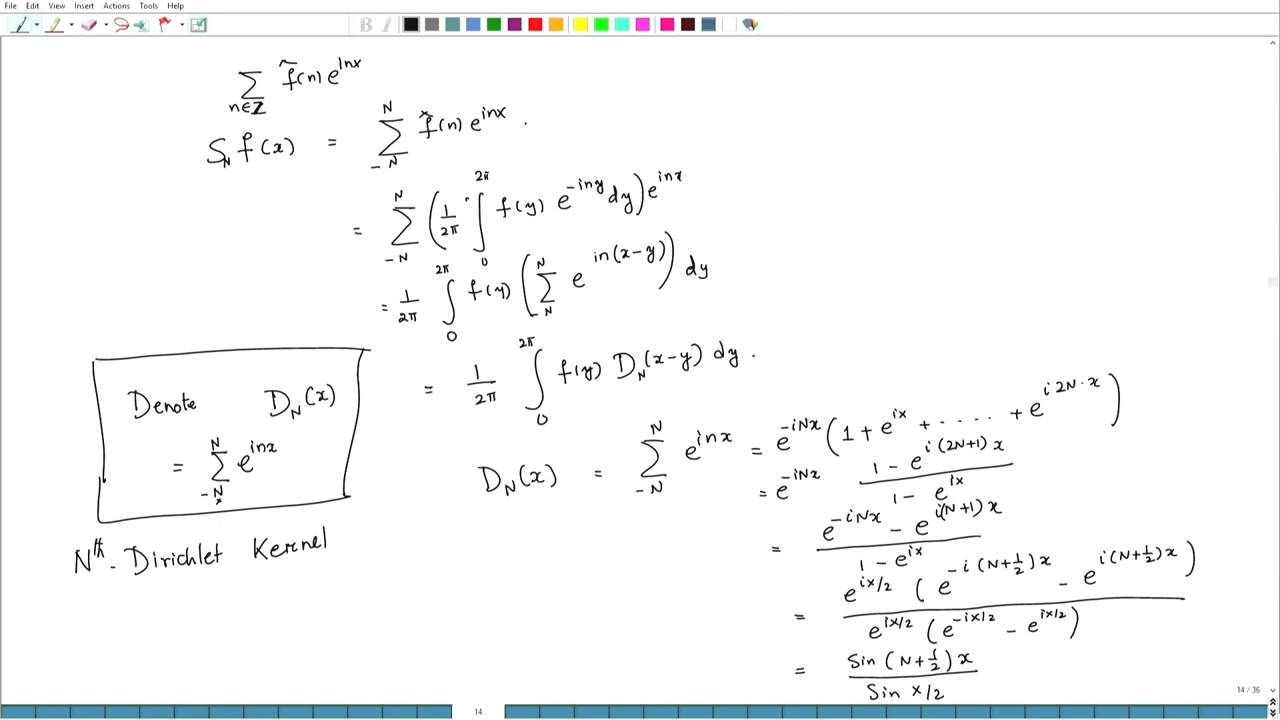 File Edit View Insert Actions Tools Help
B I
∑_{n∈Z} f̂(n) e^{inx}
S_N f(x) = ∑_{-N}^{N} f̂(n) e^{inx} .
= ∑_{-N}^{N} ( 1/2π ∫_0^{2π} f(y) e^{-iny} dy ) e^{inx}
= 1/2π ∫_0^{2π} f(y) ( ∑_{N}^{N} e^{in(x-y)} ) dy
= 1/2π ∫_0^{2π} f(y) D_N(x-y) dy .
Denote D_N(x)
= ∑_{-N}^{N} e^{inx}
Nth. Dirichlet Kernel
D_N(x) = ∑_{-N}^{N} e^{inx} = e^{-iNx} ( 1 + e^{ix} + ..... + e^{i2N·x} )
= e^{-iNx} (1 - e^{i(2N+1)x}) / (1 - e^{ix})
= (e^{-iNx} - e^{i(N+1)x}) / (1 - e^{ix})
= e^{ix/2} ( e^{-i(N+1/2)x} - e^{i(N+1/2)x} ) / e^{ix/2} ( e^{-ix/2} - e^{ix/2} )
= Sin (N+1/2)x / Sin x/2
14 / 36
14